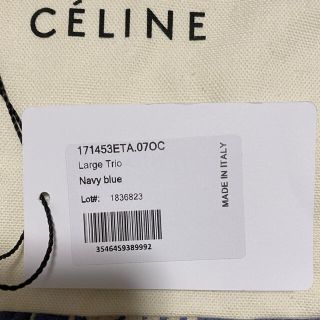 CÉLINE
171453ETA.07OC
Large Trio
Navy blue
Lot#: 1836823
3546459389992
MADE IN ITALY